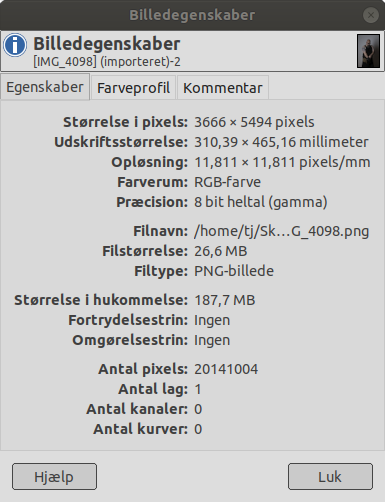 Billedegenskaber
Billedegenskaber
[IMG_4098] (importeret)-2
Egenskaber Farveprofil Kommentar
Størrelse i pixels: 3666 × 5494 pixels
Udskriftsstørrelse: 310,39 × 465,16 millimeter
Opløsning: 11,811 × 11,811 pixels/mm
Farverum: RGB-farve
Præcision: 8 bit heltal (gamma)
Filnavn: /home/tj/Sk…G_4098.png
Filstørrelse: 26,6 MB
Filtype: PNG-billede
Størrelse i hukommelse: 187,7 MB
Fortrydelsestrin: Ingen
Omgørelsestrin: Ingen
Antal pixels: 20141004
Antal lag: 1
Antal kanaler: 0
Antal kurver: 0
Hjælp Luk